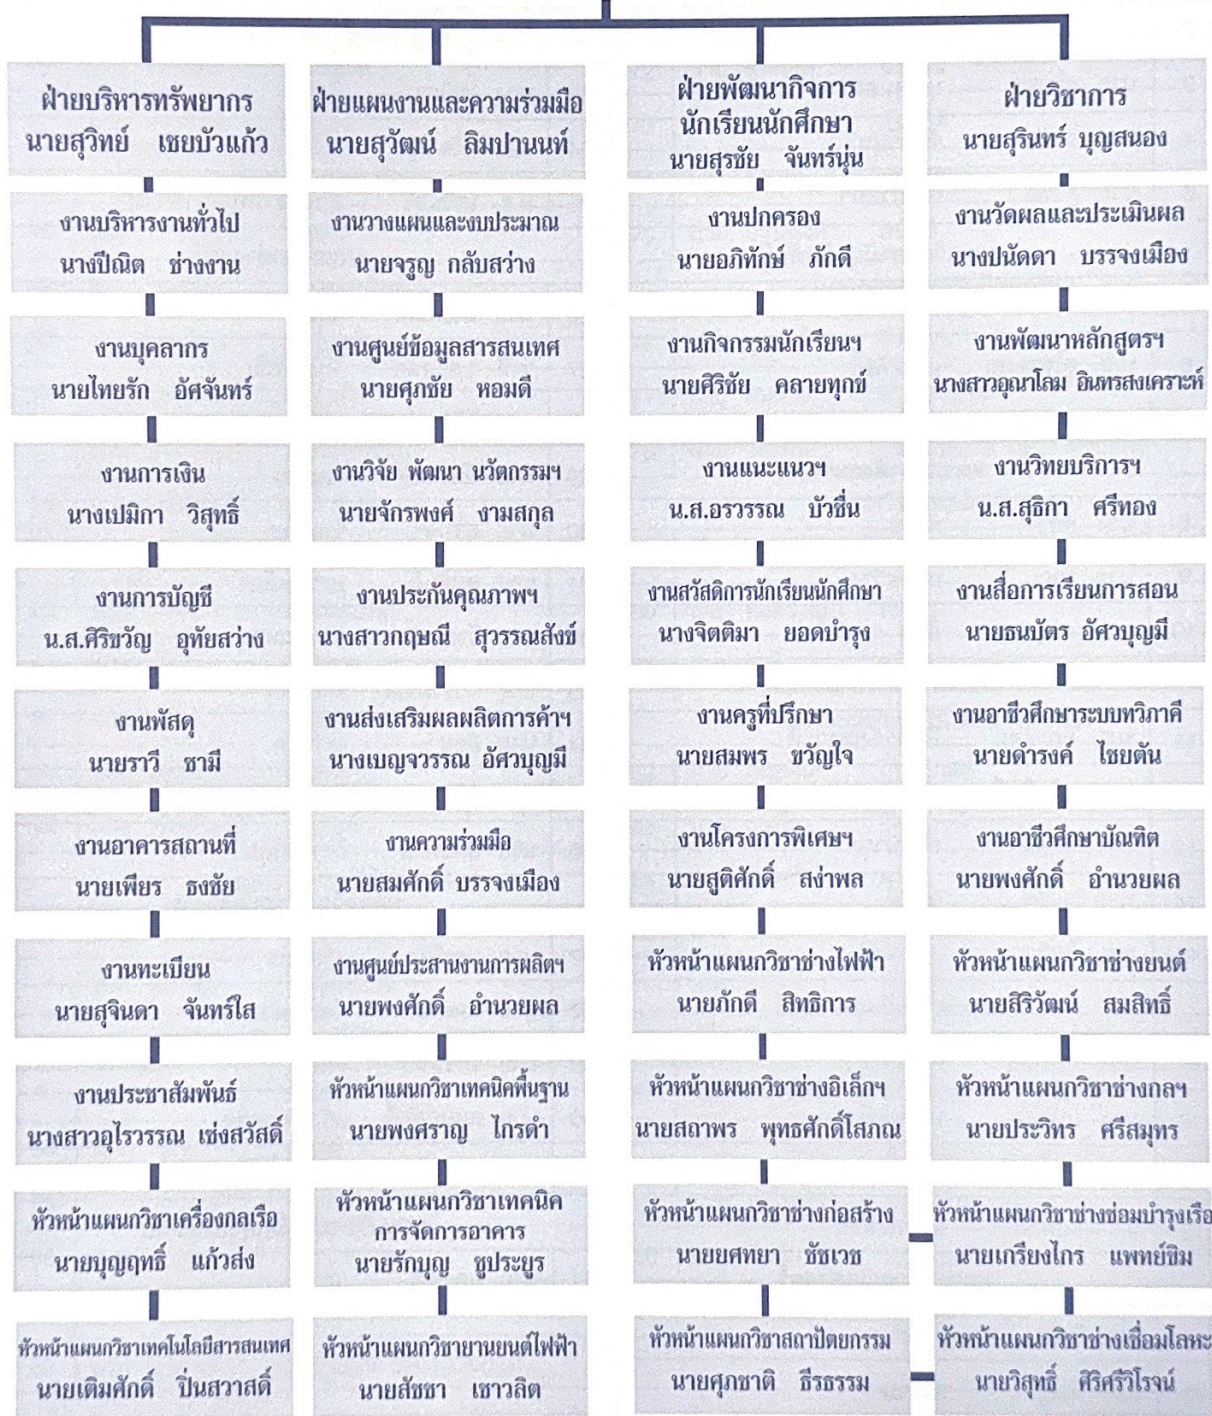 ฝ่ายบริหารทรัพยากร
นายสุวิทย์ เชยบัวแก้ว
งานบริหารงานทั่วไป
นางปีณิต ช่างงาน
งานบุคลากร
นายไทยรัก อัศจันทร์
งานการเงิน
นางเปมิกา วิสุทธิ์
งานการบัญชี
น.ส.ศิริขวัญ อุทัยสว่าง
งานพัสดุ
นายราวี ชามี
งานอาคารสถานที่
นายเพียร ธงชัย
งานทะเบียน
นายสุจินดา จันทร์ใส
งานประชาสัมพันธ์
นางสาวอุไรวรรณ เซ่งสวัสดิ์
หัวหน้าแผนกวิชาเครื่องกลเรือ
นายบุญฤทธิ์ แก้วส่ง
หัวหน้าแผนกวิชาเทคโนโลยีสารสนเทศ
นายเติมศักดิ์ ปิ่นสวาสดิ์
ฝ่ายแผนงานและความร่วมมือ
นายสุวัฒน์ ลิมปานนท์
งานวางแผนและงบประมาณ
นายจรูญ กลับสว่าง
งานศูนย์ข้อมูลสารสนเทศ
นายศุภชัย หอมดี
งานวิจัย พัฒนา นวัตกรรมฯ
นายจักรพงศ์ งามสกุล
งานประกันคุณภาพฯ
นางสาวกฤษณี สุวรรณสังข์
งานส่งเสริมผลผลิตการค้าฯ
นางเบญจวรรณ อัศวบุญมี
งานความร่วมมือ
นายสมศักดิ์ บรรจงเมือง
งานศูนย์ประสานงานการผลิตฯ
นายพงศักดิ์ อำนวยผล
หัวหน้าแผนกวิชาเทคนิคพื้นฐาน
นายพงศราญ ไกรดำ
หัวหน้าแผนกวิชาเทคนิค
การจัดการอาคาร
นายรักบุญ ชูประยูร
หัวหน้าแผนกวิชายานยนต์ไฟฟ้า
นายสัชชา เชาวลิต
ฝ่ายพัฒนากิจการ
นักเรียนนักศึกษา
นายสุรชัย จันทร์นุ่น
งานปกครอง
นายอภิทักษ์ ภักดี
งานกิจกรรมนักเรียนฯ
นายศิริชัย คลายทุกข์
งานแนะแนวฯ
น.ส.อรวรรณ บัวชื่น
งานสวัสดิการนักเรียนนักศึกษา
นางจิตติมา ยอดบำรุง
งานครูที่ปรึกษา
นายสมพร ขวัญใจ
งานโครงการพิเศษฯ
นายสูติศักดิ์ สง่าพล
หัวหน้าแผนกวิชาช่างไฟฟ้า
นายภักดี สิทธิการ
หัวหน้าแผนกวิชาช่างอิเล็กฯ
นายสถาพร พุทธศักดิ์โสภณ
หัวหน้าแผนกวิชาช่างก่อสร้าง
นายยศทยา ชัชเวช
หัวหน้าแผนกวิชาสถาปัตยกรรม
นายศุภชาติ ธีรธรรม
ฝ่ายวิชาการ
นายสุรินทร์ บุญสนอง
งานวัดผลและประเมินผล
นางปนัดดา บรรจงเมือง
งานพัฒนาหลักสูตรฯ
นางสาวอุณาโลม อินทรสงเคราะห์
งานวิทยบริการฯ
น.ส.สุธิกา ศรีทอง
งานสื่อการเรียนการสอน
นายธนบัตร อัศวบุญมี
งานอาชีวศึกษาระบบทวิภาคี
นายดำรงค์ ไชยตัน
งานอาชีวศึกษาบัณฑิต
นายพงศักดิ์ อำนวยผล
หัวหน้าแผนกวิชาช่างยนต์
นายสิริวัฒน์ สมสิทธิ์
หัวหน้าแผนกวิชาช่างกลฯ
นายประวิทร ศรีสมุทร
หัวหน้าแผนกวิชาช่างซ่อมบำรุงเรือ
นายเกรียงไกร แพทย์ขิม
หัวหน้าแผนกวิชาช่างเชื่อมโลหะ
นายวิสุทธิ์ ศิริศรีวิโรจน์